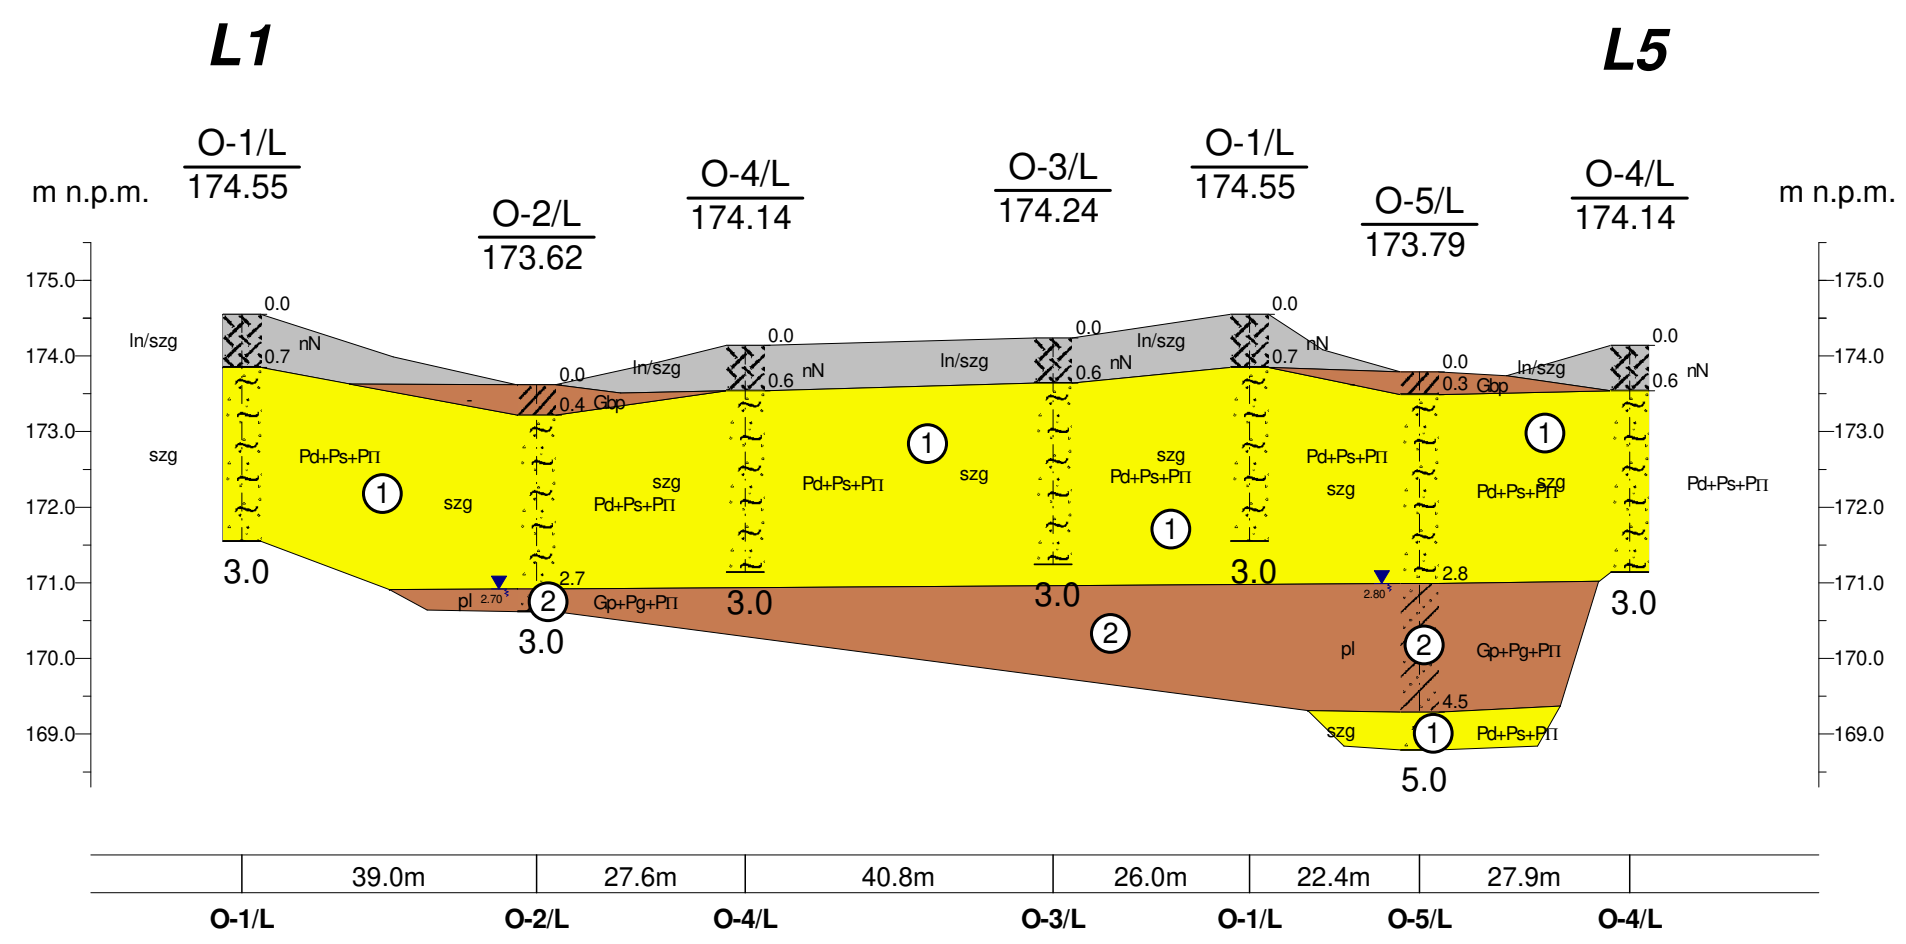 L1 L5
O-1/L
174.55
O-2/L
173.62
O-4/L
174.14
O-3/L
174.24
O-1/L
174.55
O-5/L
173.79
O-4/L
174.14
m n.p.m. m n.p.m.
175.0 175.0
174.0 174.0
173.0 173.0
172.0 172.0
171.0 171.0
170.0 170.0
169.0 169.0
0.0 0.0 0.0 0.0 0.0 0.0 0.0
ln/szg nN ln/szg nN ln/szg nN ln/szg nN ln/szg nN
0.7 0.4 0.6 0.6 0.7 0.3 0.6
- Gbp Gbp
szg Pd+Ps+PΠ 1 szg
szg Pd+Ps+PΠ
Pd+Ps+PΠ 1 szg
szg Pd+Ps+PΠ 1
Pd+Ps+PΠ szg
1 szg Pd+Ps+PΠ
Pd+Ps+PΠ
2.7 2.8
pl 2.70 2 Gp+Pg+PΠ
2.80
2
pl 2 Gp+Pg+PΠ
4.5
szg 1 Pd+Ps+PΠ
3.0 3.0 3.0 3.0 3.0 5.0 3.0
39.0m 27.6m 40.8m 26.0m 22.4m 27.9m
O-1/L O-2/L O-4/L O-3/L O-1/L O-5/L O-4/L